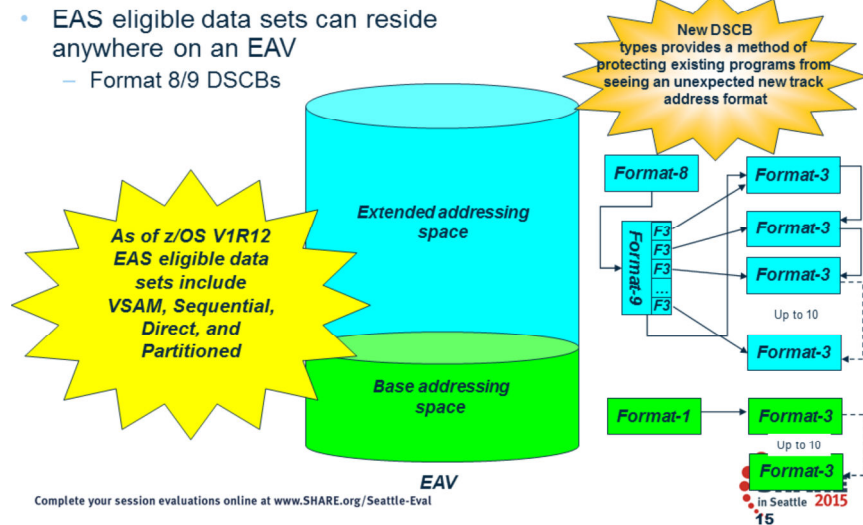 • EAS eligible data sets can reside
anywhere on an EAV
– Format 8/9 DSCBs
New DSCB
types provides a method of
protecting existing programs from
seeing an unexpected new track
address format
As of z/OS V1R12
EAS eligible data
sets include
VSAM, Sequential,
Direct, and
Partitioned
Extended addressing
space
Base addressing
space
EAV
Format-8
Format-9
F3
F3
F3
...
F3
Format-3
Format-3
Format-3
Up to 10
Format-3
Format-1
Format-3
Up to 10
Format-3
Complete your session evaluations online at www.SHARE.org/Seattle-Eval
in Seattle 2015
15